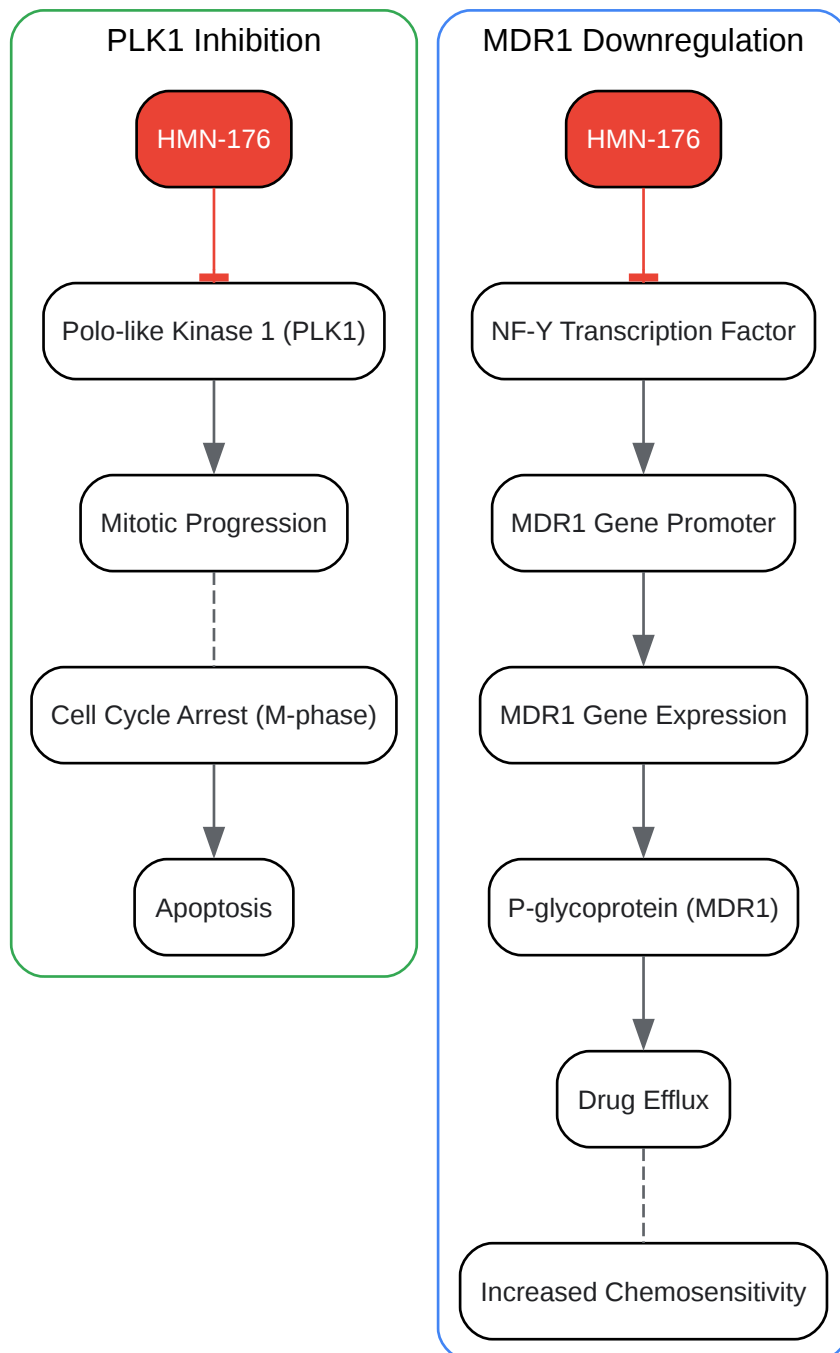 PLK1 Inhibition
HMN-176
Polo-like Kinase 1 (PLK1)
Mitotic Progression
Cell Cycle Arrest (M-phase)
Apoptosis
MDR1 Downregulation
HMN-176
NF-Y Transcription Factor
MDR1 Gene Promoter
MDR1 Gene Expression
P-glycoprotein (MDR1)
Drug Efflux
Increased Chemosensitivity